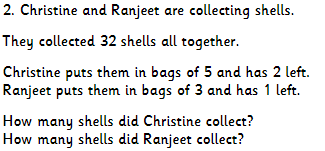 2. Christine and Ranjeet are collecting shells.
They collected 32 shells all together.
Christine puts them in bags of 5 and has 2 left.
Ranjeet puts them in bags of 3 and has 1 left.
How many shells did Christine collect?
How many shells did Ranjeet collect?